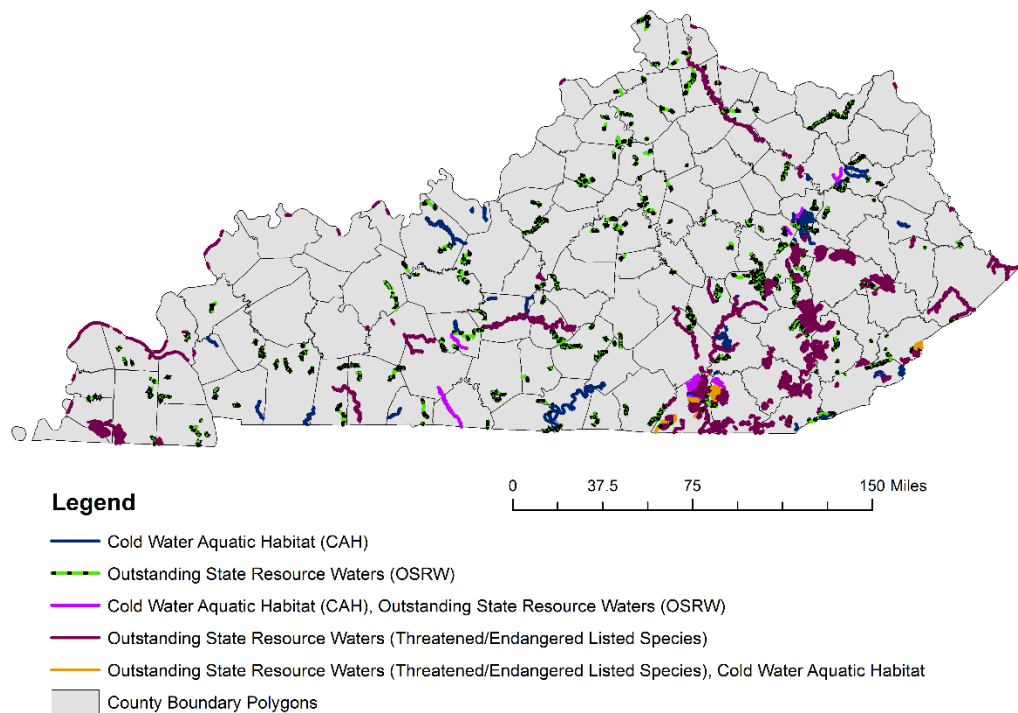 0 37.5 75 150 Miles
Legend
Cold Water Aquatic Habitat (CAH)
Outstanding State Resource Waters (OSRW)
Cold Water Aquatic Habitat (CAH), Outstanding State Resource Waters (OSRW)
Outstanding State Resource Waters (Threatened/Endangered Listed Species)
Outstanding State Resource Waters (Threatened/Endangered Listed Species), Cold Water Aquatic Habitat
County Boundary Polygons